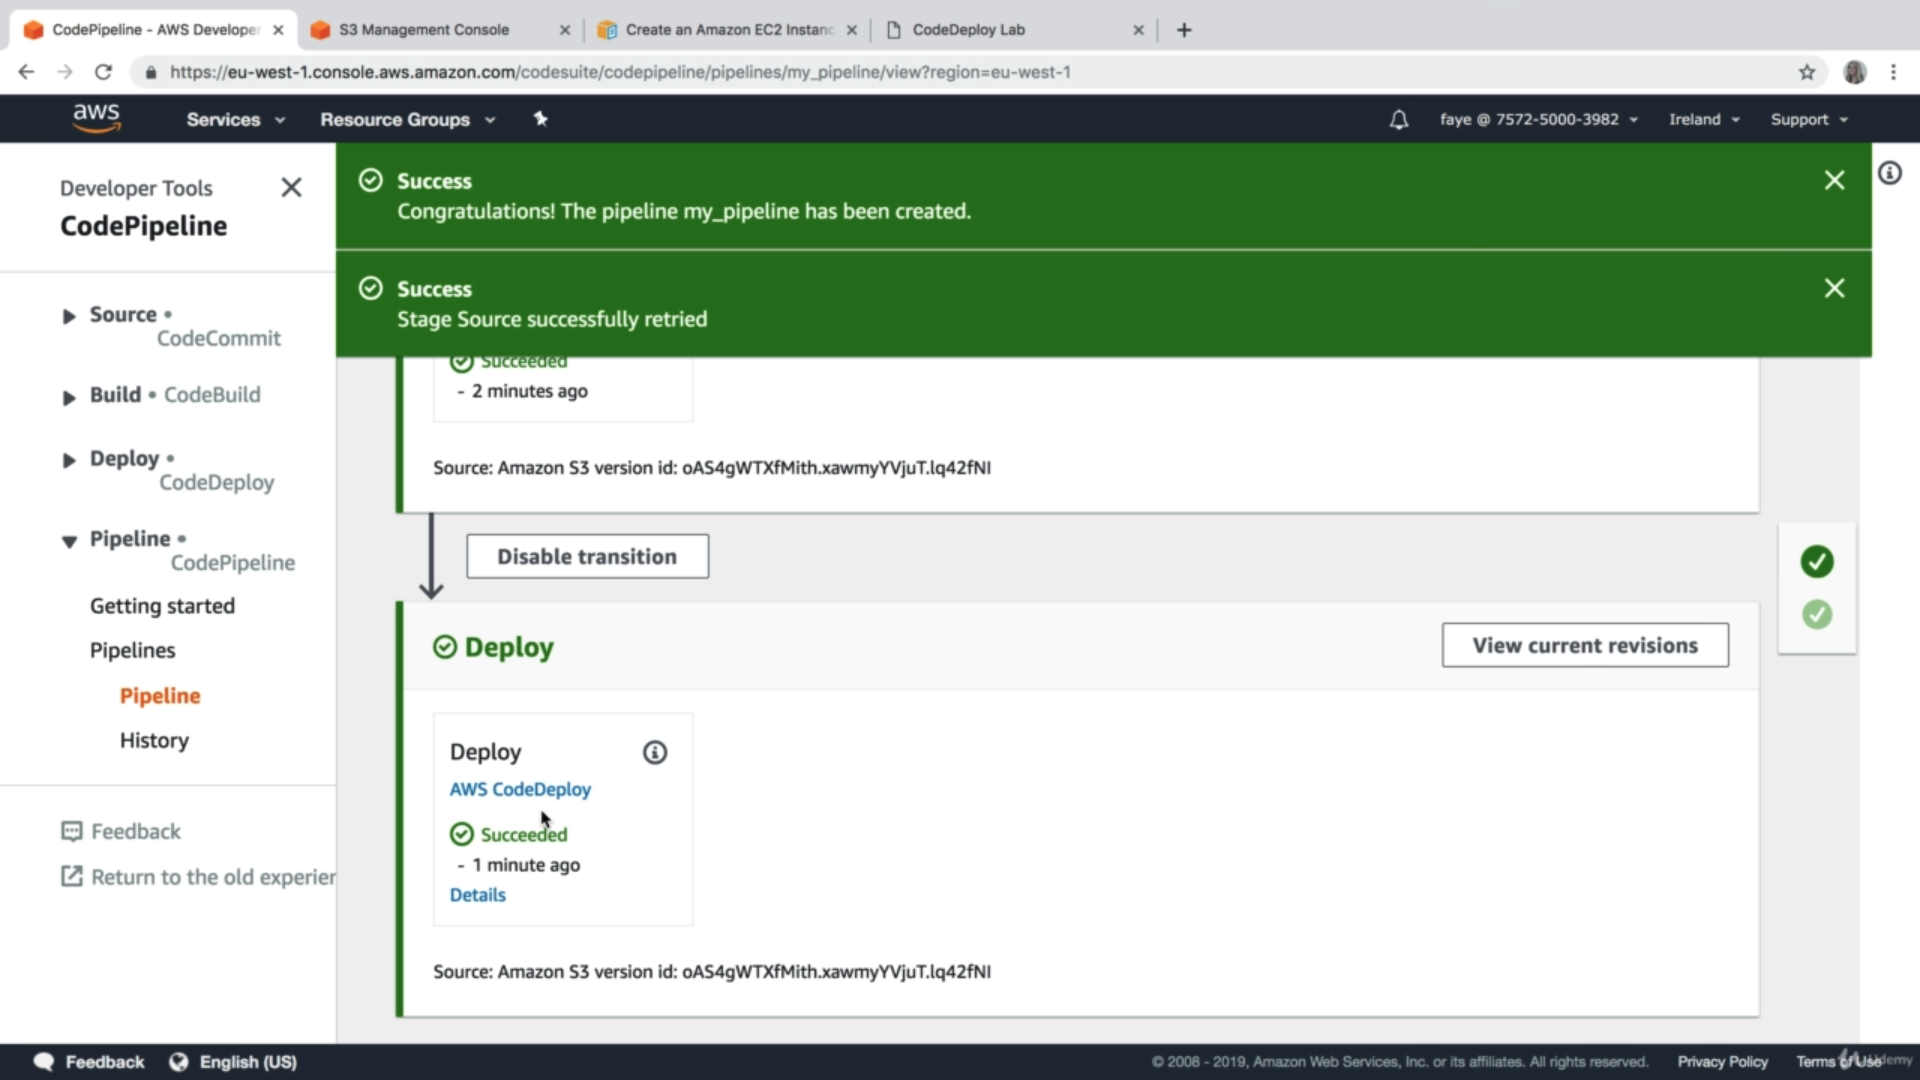 CodePipeline - AWS Developer
S3 Management Console
Create an Amazon EC2 Instanc
CodeDeploy Lab
https://eu-west-1.console.aws.amazon.com/codesuite/codepipeline/pipelines/my_pipeline/view?region=eu-west-1
aws
Services
Resource Groups
faye @ 7572-5000-3982
Ireland
Support
Developer Tools
CodePipeline
Source •
CodeCommit
Build • CodeBuild
Deploy •
CodeDeploy
Pipeline •
CodePipeline
Getting started
Pipelines
Pipeline
History
Feedback
Return to the old experien
Success
Congratulations! The pipeline my_pipeline has been created.
Success
Stage Source successfully retried
Succeeded
- 2 minutes ago
Source: Amazon S3 version id: oAS4gWTXfMith.xawmyYVjuT.lq42fNI
Disable transition
Deploy
View current revisions
Deploy
AWS CodeDeploy
Succeeded
- 1 minute ago
Details
Source: Amazon S3 version id: oAS4gWTXfMith.xawmyYVjuT.lq42fNI
Feedback
English (US)
© 2008 - 2019, Amazon Web Services, Inc. or its affiliates. All rights reserved.
Privacy Policy
Terms of Use